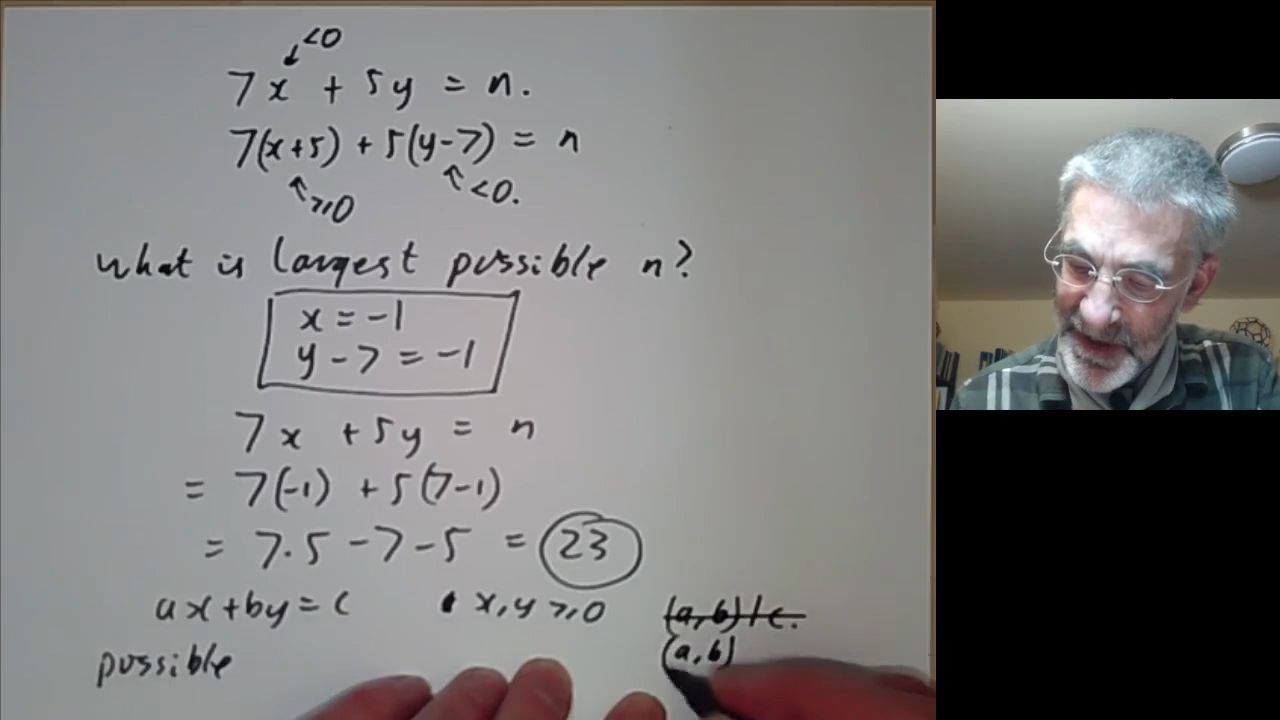 <0
7x + 5y = n.
7(x+5) + 5(y-7) = n
≥0 <0.
what is largest possible n?
x = -1
y - 7 = -1
7x + 5y = n
= 7(-1) + 5(7-1)
= 7·5 - 7 - 5 = 23
ax + by = c x, y ≥ 0 (a, b) | c.
possible (a, b)